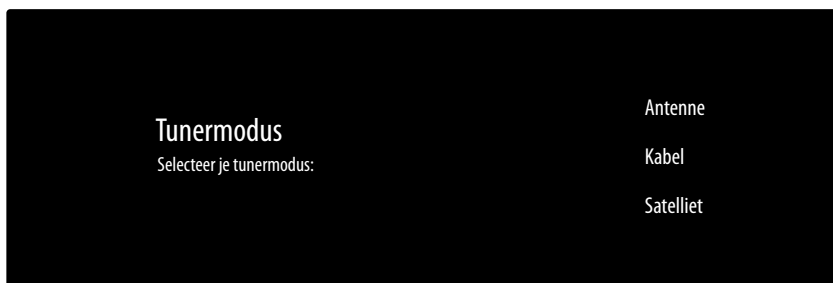 Tunermodus
Selecteer je tunermodus:
Antenne
Kabel
Satelliet